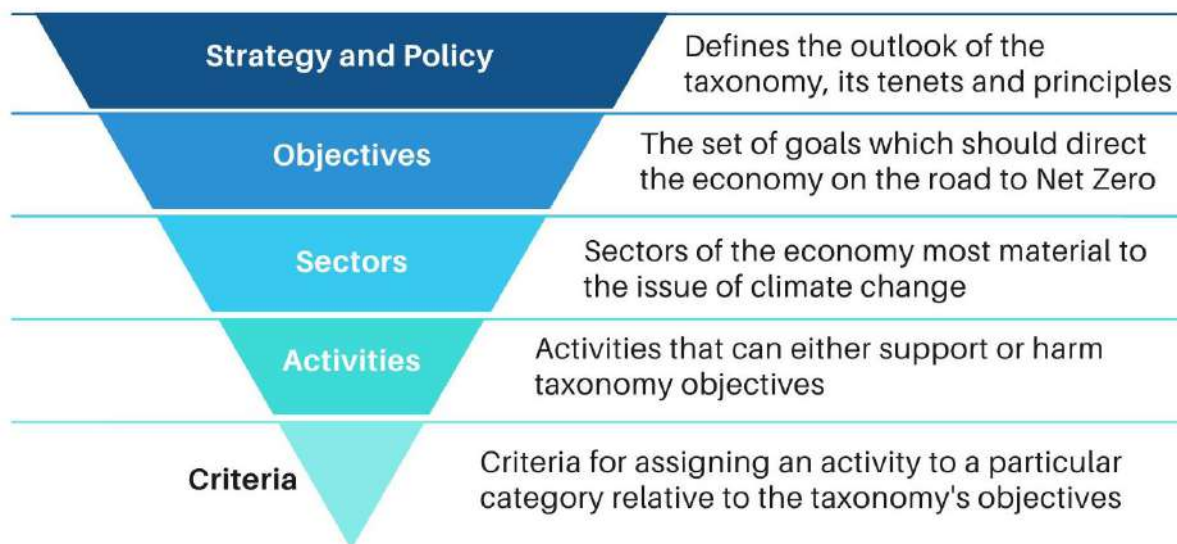 Strategy and Policy
Defines the outlook of the
taxonomy, its tenets and principles
Objectives
The set of goals which should direct
the economy on the road to Net Zero
Sectors
Sectors of the economy most material to
the issue of climate change
Activities
Activities that can either support or harm
taxonomy objectives
Criteria
Criteria for assigning an activity to a particular
category relative to the taxonomy's objectives